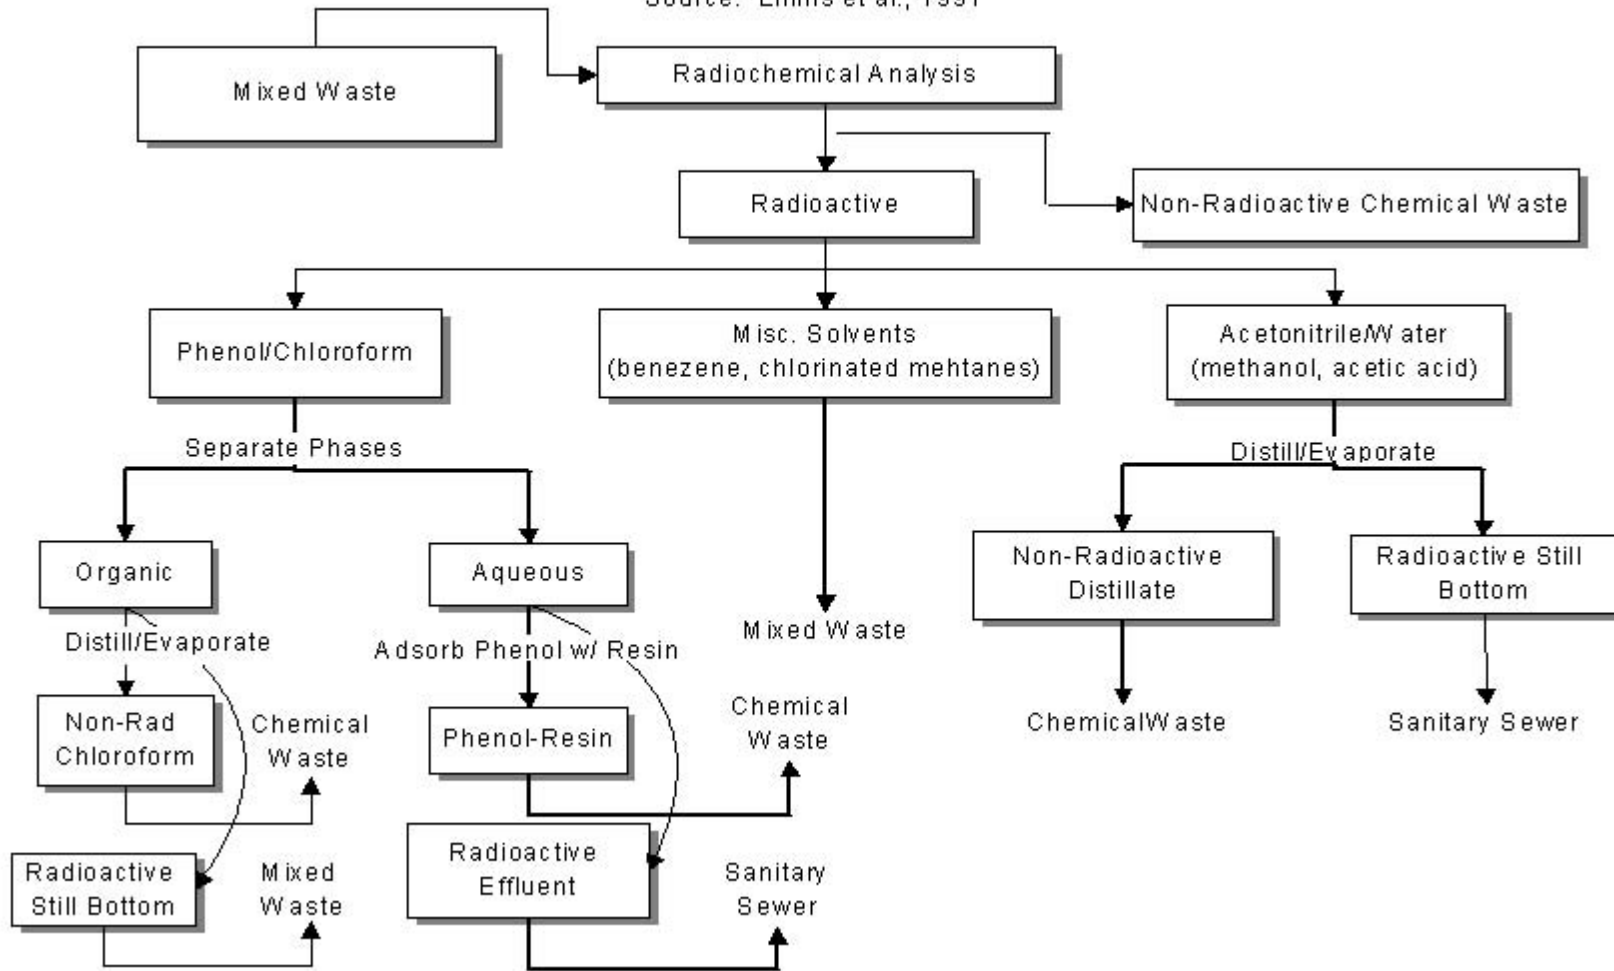 Mixed Waste
Radiochemical Analysis
Radioactive
Non-Radioactive Chemical Waste
Phenol/Chloroform
Misc. Solvents
(benezene, chlorinated mehtanes)
Acetonitrile/Water
(methanol, acetic acid)
Separate Phases
Distill/Evaporate
Organic
Aqueous
Non-Radioactive
Distillate
Radioactive Still
Bottom
Distill/Evaporate
Adsorb Phenol w/ Resin
Mixed Waste
Non-Rad
Chloroform
Chemical
Waste
Phenol-Resin
Chemical
Waste
ChemicalWaste
Sanitary Sewer
Radioactive
Still Bottom
Mixed
Waste
Radioactive
Effluent
Sanitary
Sewer